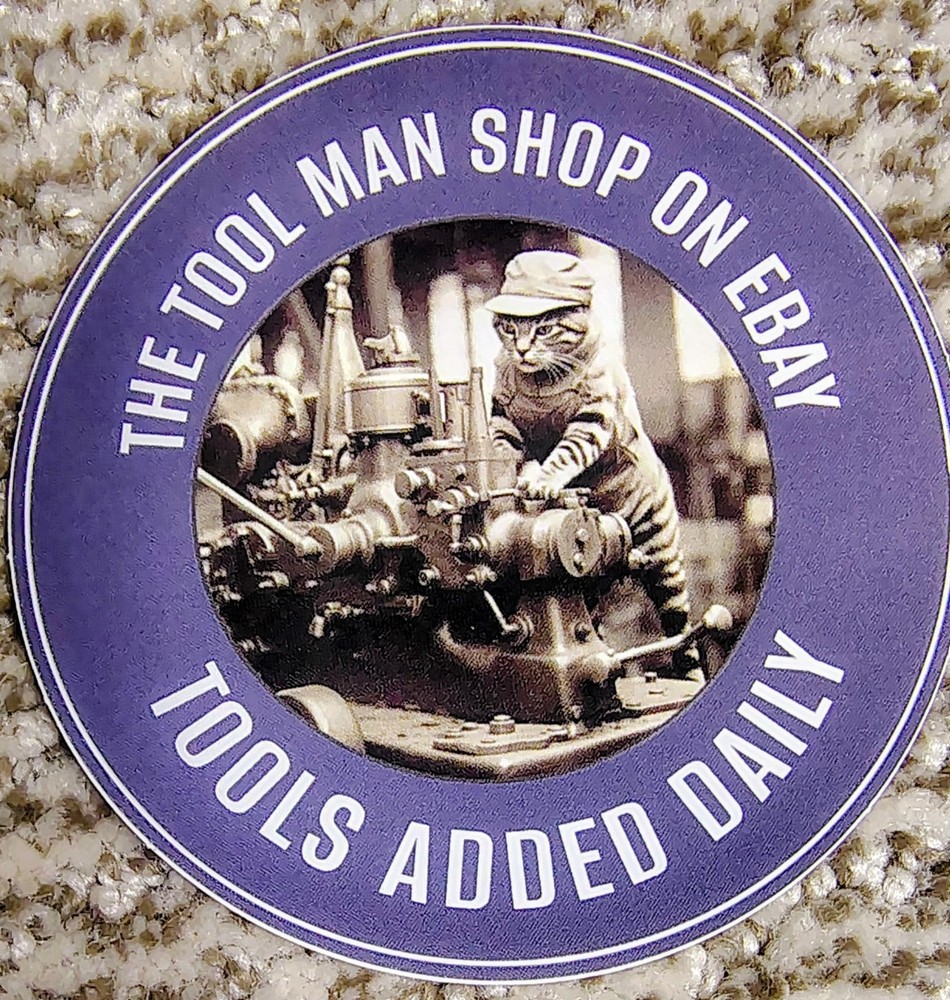 THE TOOL MAN SHOP ON EBAY
TOOLS ADDED DAILY